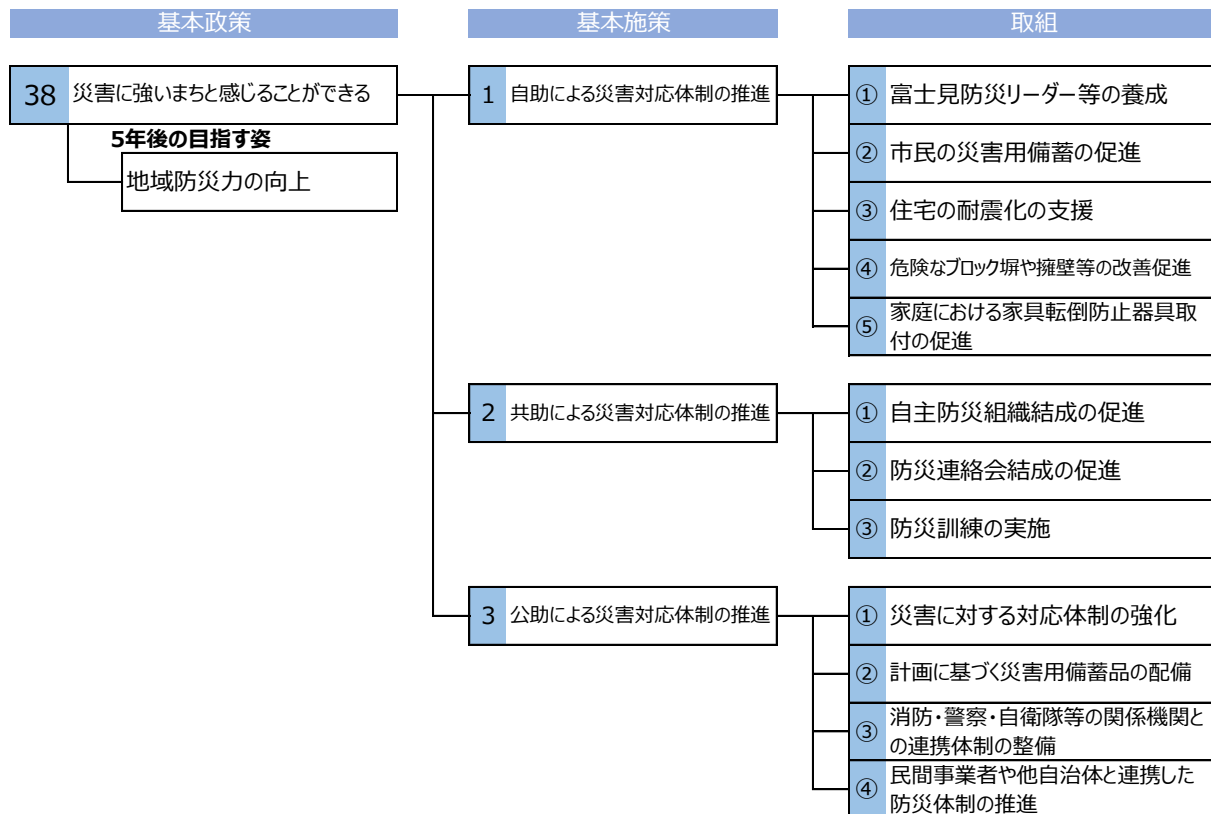 基本政策
基本施策
取組
38 災害に強いまちと感じることができる
5年後の目指す姿
地域防災力の向上
1 自助による災害対応体制の推進
① 富士見防災リーダー等の養成
② 市民の災害用備蓄の促進
③ 住宅の耐震化の支援
④ 危険なブロック塀や擁壁等の改善促進
⑤ 家庭における家具転倒防止器具取
付の促進
2 共助による災害対応体制の推進
① 自主防災組織結成の促進
② 防災連絡会結成の促進
③ 防災訓練の実施
3 公助による災害対応体制の推進
① 災害に対する対応体制の強化
② 計画に基づく災害用備蓄品の配備
③ 消防・警察・自衛隊等の関係機関と
の連携体制の整備
④ 民間事業者や他自治体と連携した
防災体制の推進